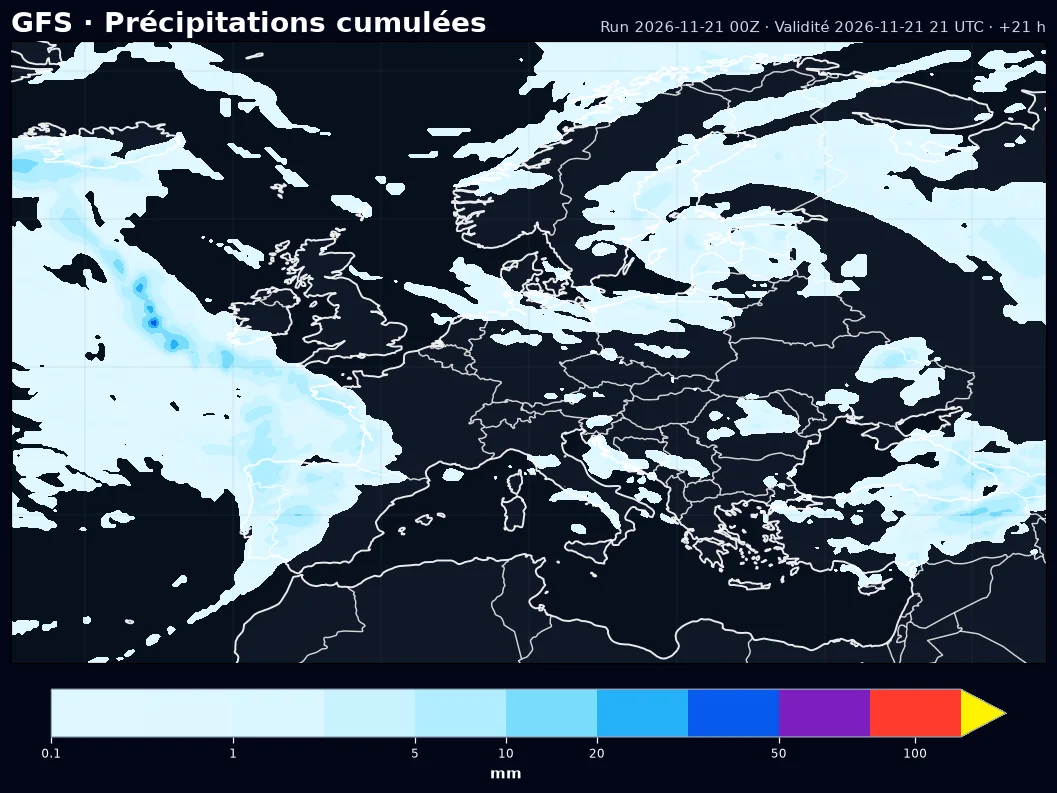 GFS · Précipitations cumulées
Run 2026-11-21 00Z · Validité 2026-11-21 21 UTC · +21 h
0.1 1 5 10 20 50 100
mm